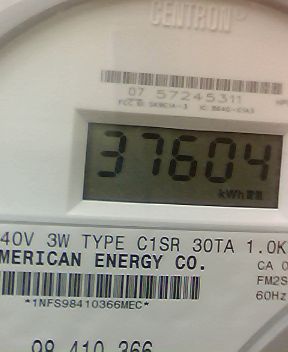 CENTRON
07 57245311
37604
kWh
40V 3W TYPE C1SR 30TA 1.0K
MERICAN ENERGY CO.
CA 0
FM2S
*1NFS98410366MEC*
60Hz
98 410 366